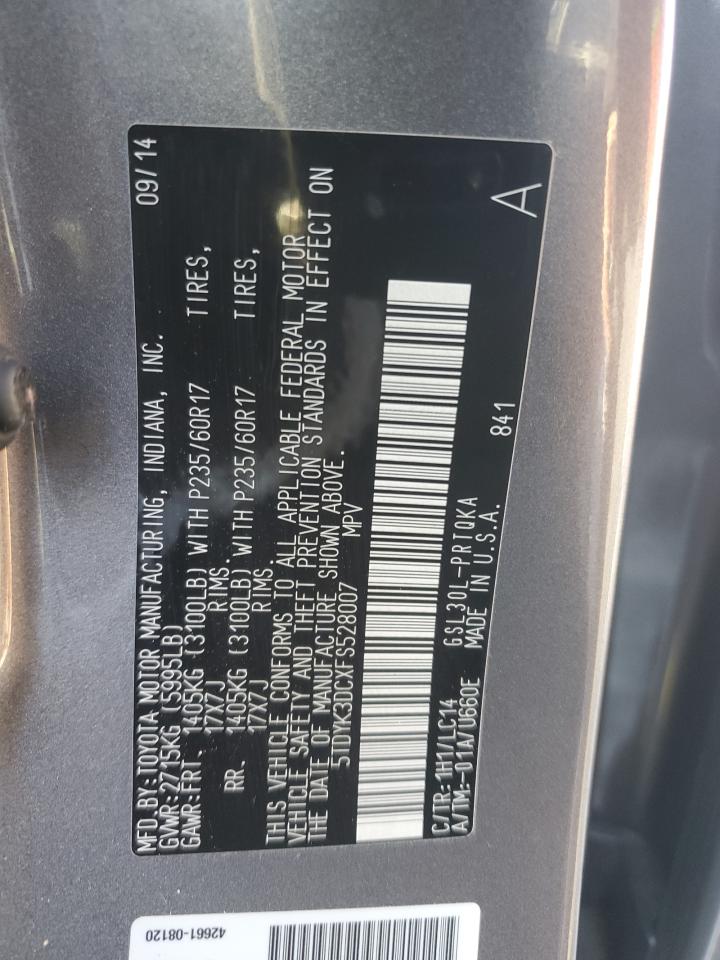 MFD.BY:TOYOTA MOTOR MANUFACTURING, INDIANA, INC. 09/14
GVWR:2715KG (5995LB)
GAWR:FRT. 1405KG (3100LB) WITH P235/60R17 TIRES,
17X7J RIMS.
RR. 1405KG (3100LB) WITH P235/60R17 TIRES,
17X7J RIMS.
THIS VEHICLE CONFORMS TO ALL APPLICABLE FEDERAL MOTOR
VEHICLE SAFETY AND THEFT PREVENTION STANDARDS IN EFFECT ON
THE DATE OF MANUFACTURE SHOWN ABOVE.
5TDYK3DCXFS528007 MPV
C/TR:1H1/LC14 GSL30L-PRTQKA 841 A
A/TM:-01A/U660E MADE IN U.S.A.
42661-08120